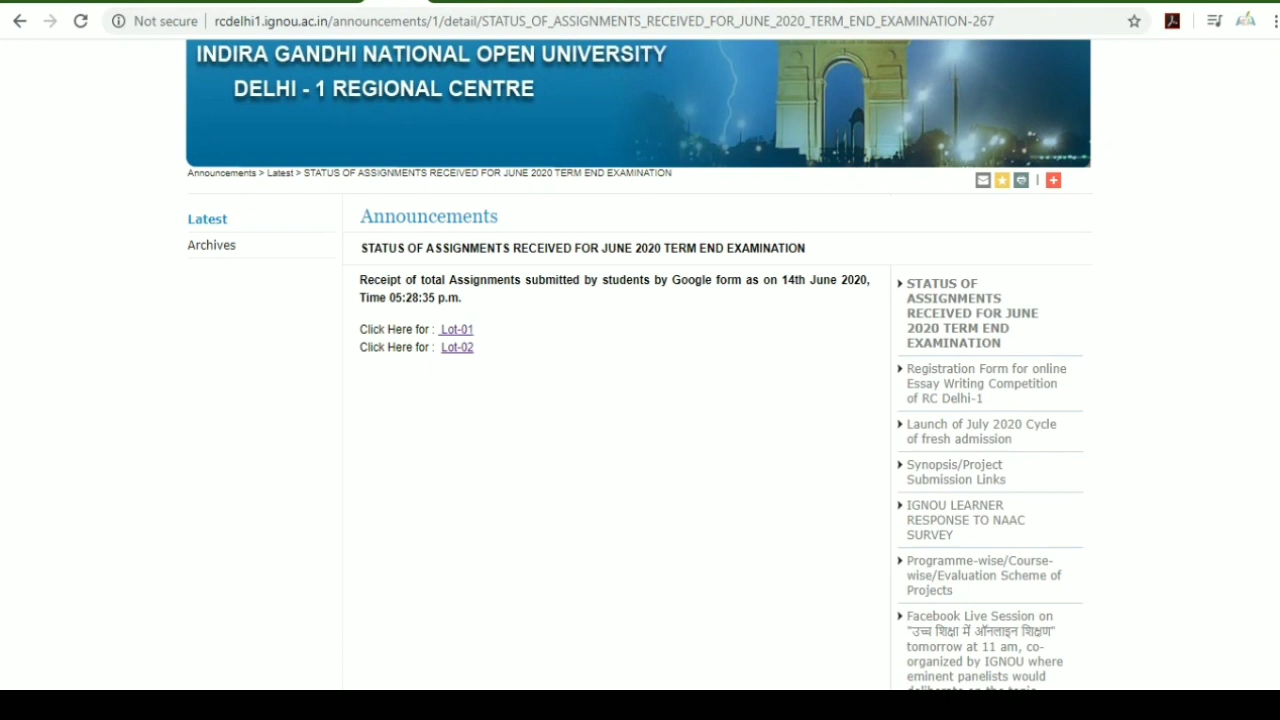 Not secure
rcdelhi1.ignou.ac.in/announcements/1/detail/STATUS_OF_ASSIGNMENTS_RECEIVED_FOR_JUNE_2020_TERM_END_EXAMINATION-267
INDIRA GANDHI NATIONAL OPEN UNIVERSITY
DELHI - 1 REGIONAL CENTRE
Announcements > Latest > STATUS OF ASSIGNMENTS RECEIVED FOR JUNE 2020 TERM END EXAMINATION
Latest
Archives
Announcements
STATUS OF ASSIGNMENTS RECEIVED FOR JUNE 2020 TERM END EXAMINATION
Receipt of total Assignments submitted by students by Google form as on 14th June 2020,
Time 05:28:35 p.m.
Click Here for : Lot-01
Click Here for : Lot-02
STATUS OF
ASSIGNMENTS
RECEIVED FOR JUNE
2020 TERM END
EXAMINATION
Registration Form for online
Essay Writing Competition
of RC Delhi-1
Launch of July 2020 Cycle
of fresh admission
Synopsis/Project
Submission Links
IGNOU LEARNER
RESPONSE TO NAAC
SURVEY
Programme-wise/Course-
wise/Evaluation Scheme of
Projects
Facebook Live Session on
"उच्च शिक्षा में ऑनलाइन शिक्षण"
tomorrow at 11 am, co-
organized by IGNOU where
eminent panelists would
deliberate on the topic